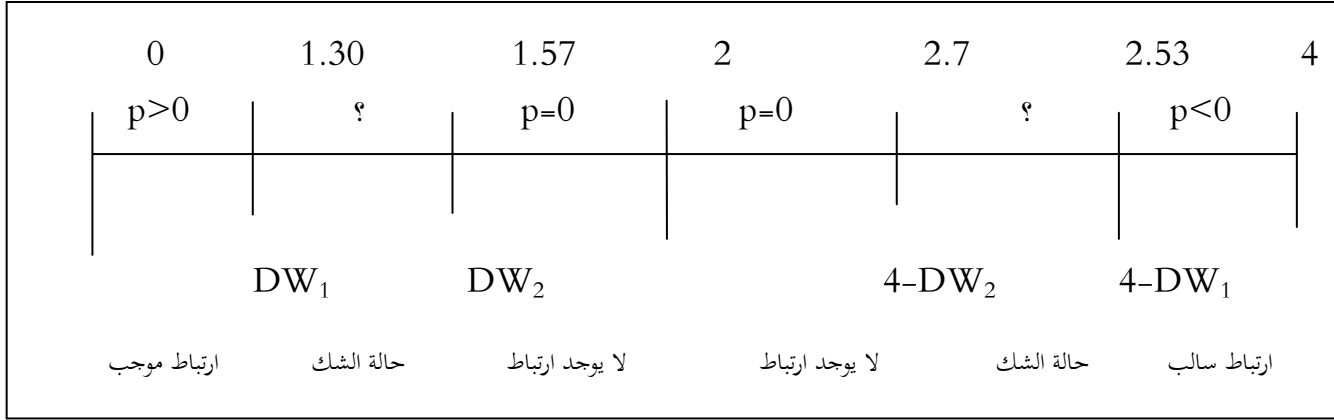 0 1.30 1.57 2 2.7 2.53 4
p>0 ؟ p=0 p=0 ؟ p<0
DW₁ DW₂ 4-DW₂ 4-DW₁
ارتباط موجب حالة الشك لا يوجد ارتباط لا يوجد ارتباط حالة الشك ارتباط سالب